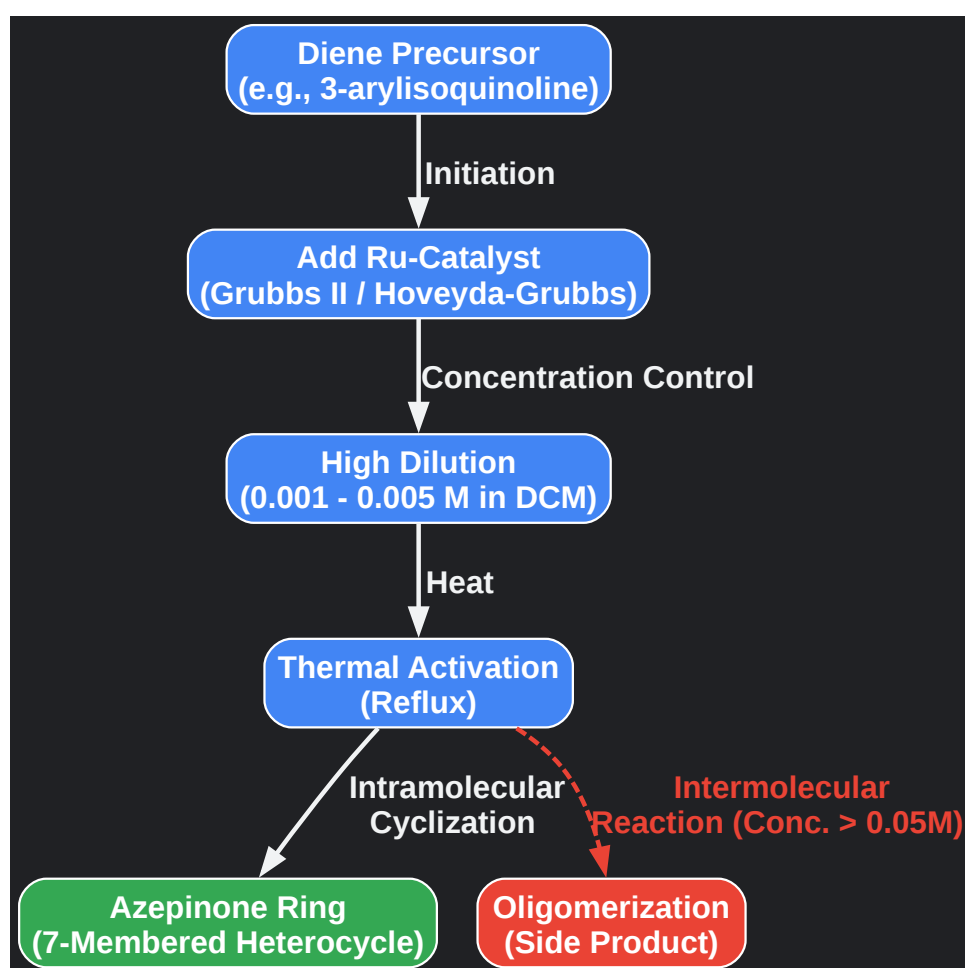 Diene Precursor
(e.g., 3-arylisoquinoline)
Initiation
Add Ru-Catalyst
(Grubbs II / Hoveyda-Grubbs)
Concentration Control
High Dilution
(0.001 - 0.005 M in DCM)
Heat
Thermal Activation
(Reflux)
Intramolecular
Cyclization
Intermolecular
Reaction (Conc. > 0.05M)
Azepinone Ring
(7-Membered Heterocycle)
Oligomerization
(Side Product)